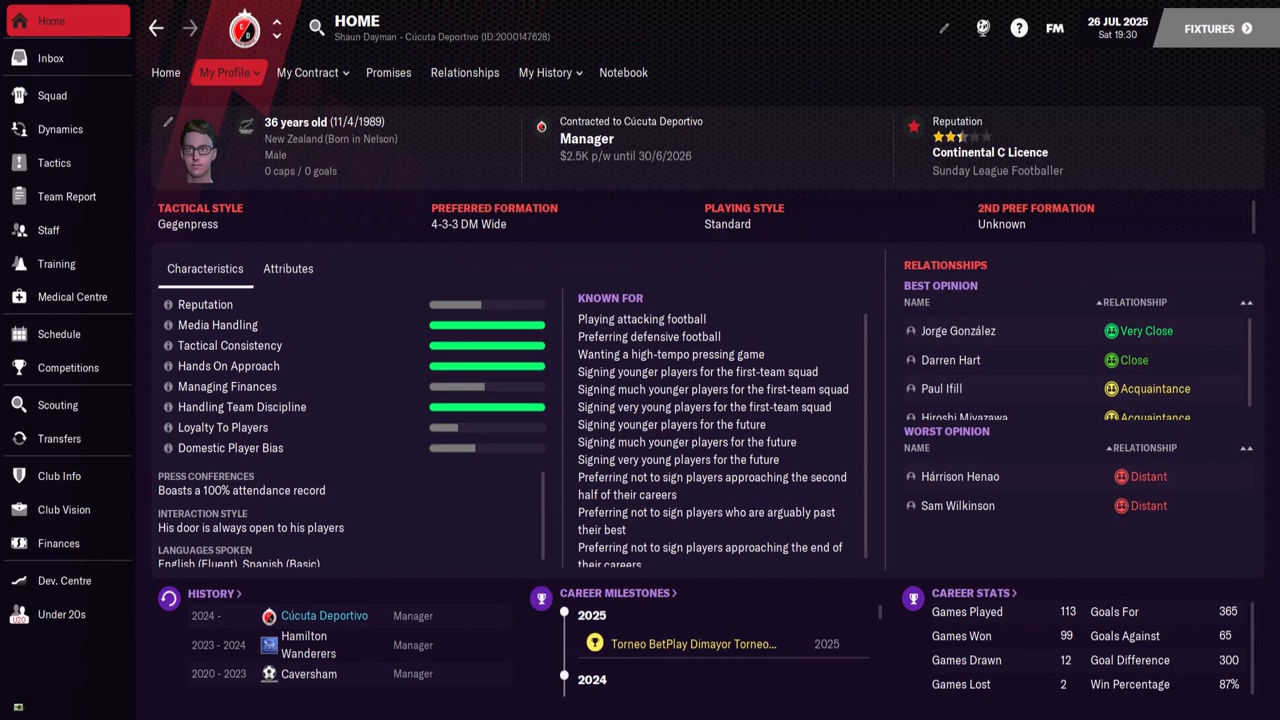 Home
HOME
Shaun Dayman - Cúcuta Deportivo (ID:2000147628)
FM
26 JUL 2025
Sat 19:30
FIXTURES
Inbox
Squad
Dynamics
Tactics
Team Report
Staff
Training
Medical Centre
Schedule
Competitions
Scouting
Transfers
Club Info
Club Vision
Finances
Dev. Centre
Under 20s
Home My Profile My Contract Promises Relationships My History Notebook
36 years old (11/4/1989)
New Zealand (Born in Nelson)
Male
0 caps / 0 goals
Contracted to Cúcuta Deportivo
Manager
$2.5K p/w until 30/6/2026
Reputation
Continental C Licence
Sunday League Footballer
TACTICAL STYLE
Gegenpress
PREFERRED FORMATION
4-3-3 DM Wide
PLAYING STYLE
Standard
2ND PREF FORMATION
Unknown
Characteristics Attributes
Reputation
Media Handling
Tactical Consistency
Hands On Approach
Managing Finances
Handling Team Discipline
Loyalty To Players
Domestic Player Bias
PRESS CONFERENCES
Boasts a 100% attendance record
INTERACTION STYLE
His door is always open to his players
LANGUAGES SPOKEN
English (Fluent), Spanish (Basic)
KNOWN FOR
Playing attacking football
Preferring defensive football
Wanting a high-tempo pressing game
Signing younger players for the first-team squad
Signing much younger players for the first-team squad
Signing very young players for the first-team squad
Signing younger players for the future
Signing much younger players for the future
Signing very young players for the future
Preferring not to sign players approaching the second
half of their careers
Preferring not to sign players who are arguably past
their best
Preferring not to sign players approaching the end of
their careers
RELATIONSHIPS
BEST OPINION
NAME RELATIONSHIP
Jorge González Very Close
Darren Hart Close
Paul Ifill Acquaintance
Hiroshi Miyazawa Acquaintance
WORST OPINION
NAME RELATIONSHIP
Hárrison Henao Distant
Sam Wilkinson Distant
HISTORY
2024 - Cúcuta Deportivo Manager
2023 - 2024 Hamilton Wanderers Manager
2020 - 2023 Caversham Manager
CAREER MILESTONES
2025
Torneo BetPlay Dimayor Torneo... 2025
2024
CAREER STATS
Games Played 113 Goals For 365
Games Won 99 Goals Against 65
Games Drawn 12 Goal Difference 300
Games Lost 2 Win Percentage 87%